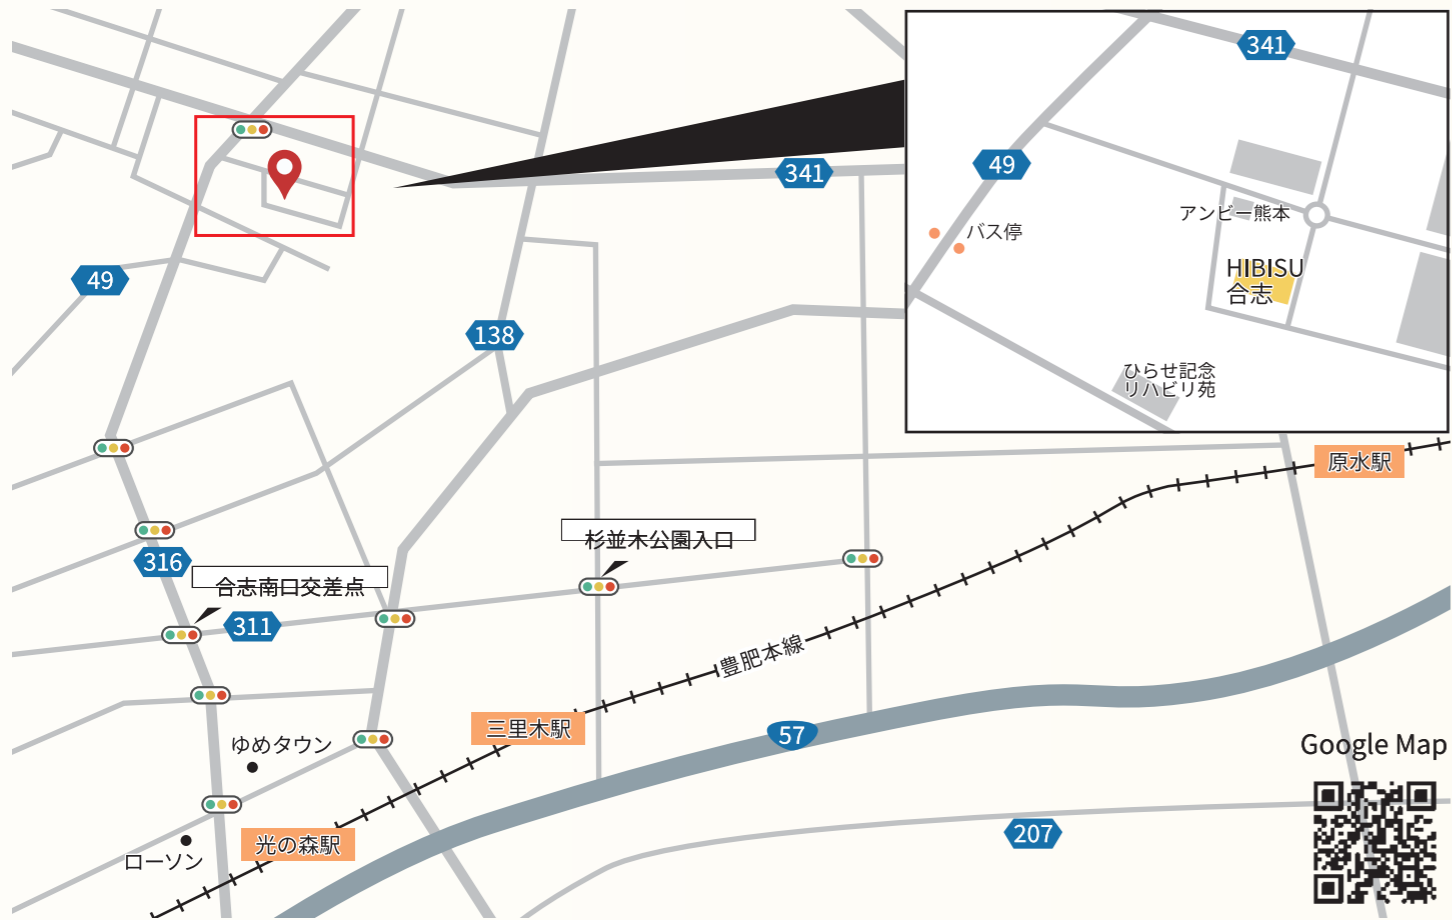 341
49
アンビー熊本
バス停
HIBISU
合志
ひらせ記念
リハビリ苑
341
49
138
原水駅
杉並木公園入口
316
合志南口交差点
311
豊肥本線
三里木駅
57
ゆめタウン
Google Map
207
光の森駅
ローソン